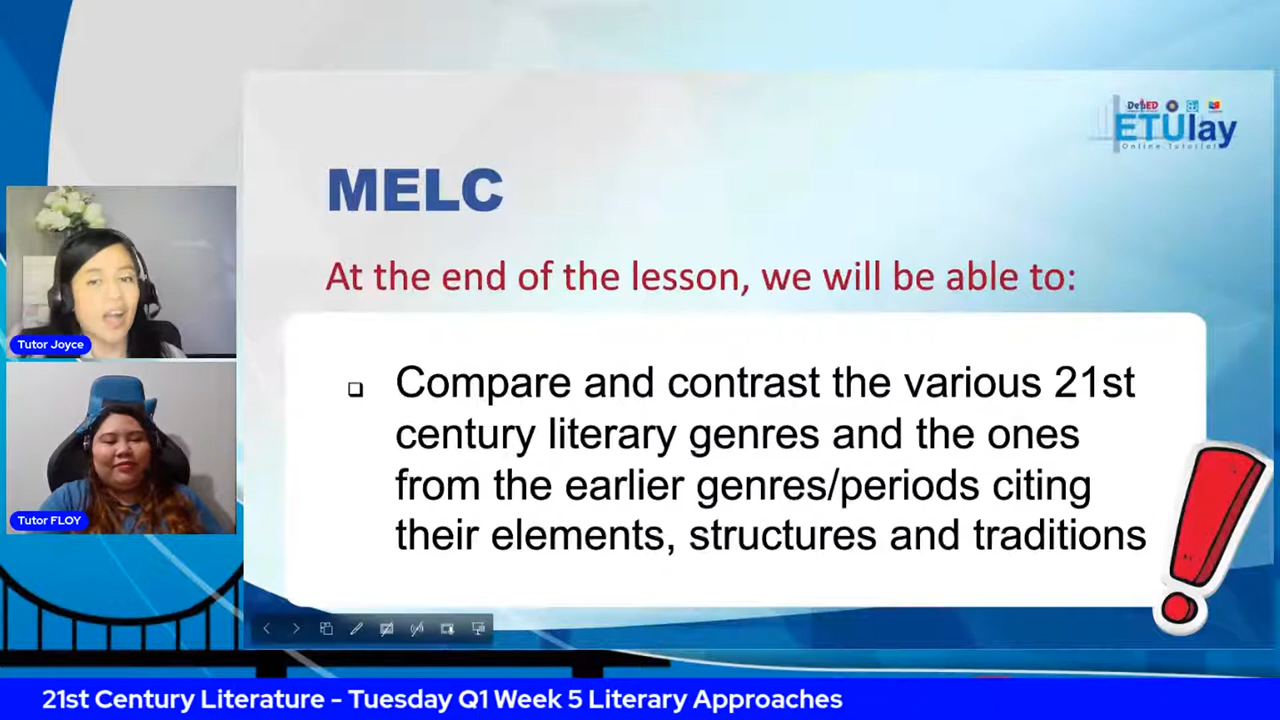 DepED
ETUlay
Online Tutorial
MELC
At the end of the lesson, we will be able to:
Compare and contrast the various 21st
century literary genres and the ones
from the earlier genres/periods citing
their elements, structures and traditions
Tutor Joyce
Tutor FLOY
21st Century Literature - Tuesday Q1 Week 5 Literary Approaches